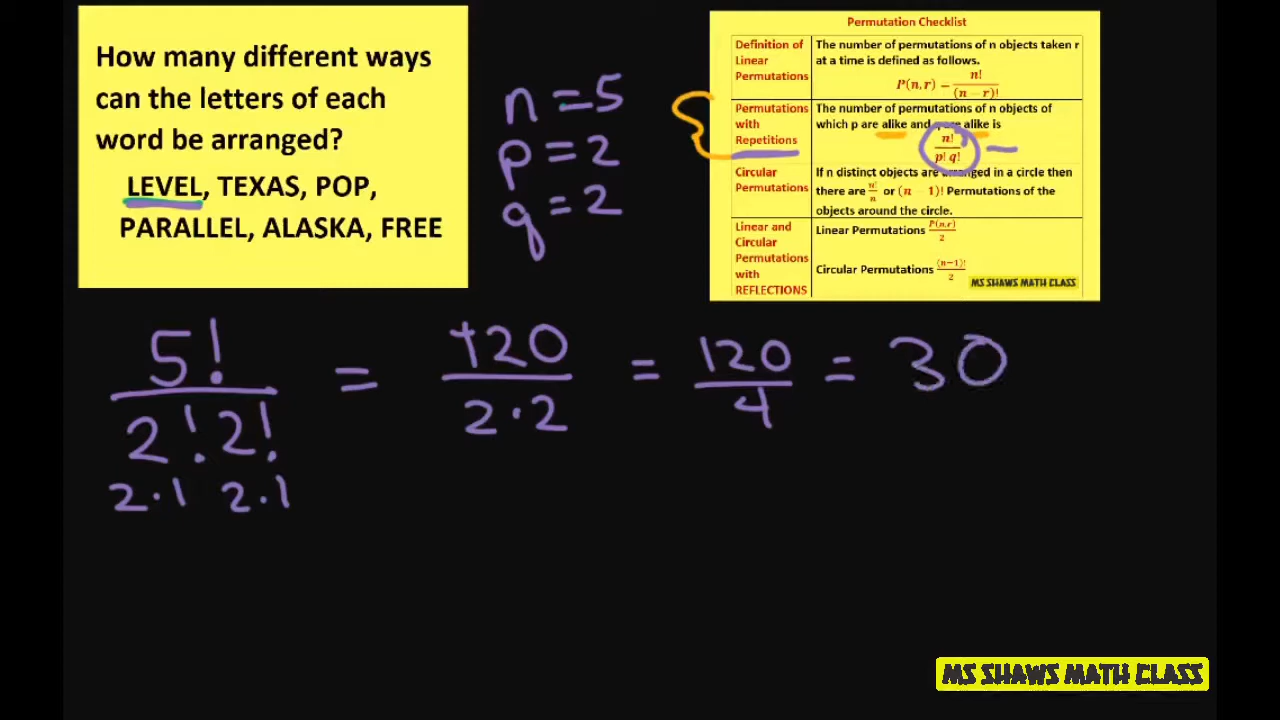 How many different ways
can the letters of each
word be arranged?
LEVEL, TEXAS, POP,
PARALLEL, ALASKA, FREE
n = 5
p = 2
q = 2
Permutation Checklist
Definition of
Linear
Permutations
The number of permutations of n objects taken r
at a time is defined as follows.
P(n, r) = n!/(n − r)!
Permutations
with
Repetitions
The number of permutations of n objects of
which p are alike and are alike is
n!/p! q!
Circular
Permutations
If n distinct objects are arranged in a circle then
there are n!/n or (n − 1)! Permutations of the
objects around the circle.
Linear and
Circular
Permutations
with
REFLECTIONS
Linear Permutations P(n,r)/2
Circular Permutations (n−1)!/2
MS SHAWS MATH CLASS
5!/2!2! = 120/2·2 = 120/4 = 30
2·1 2·1
MS SHAWS MATH CLASS